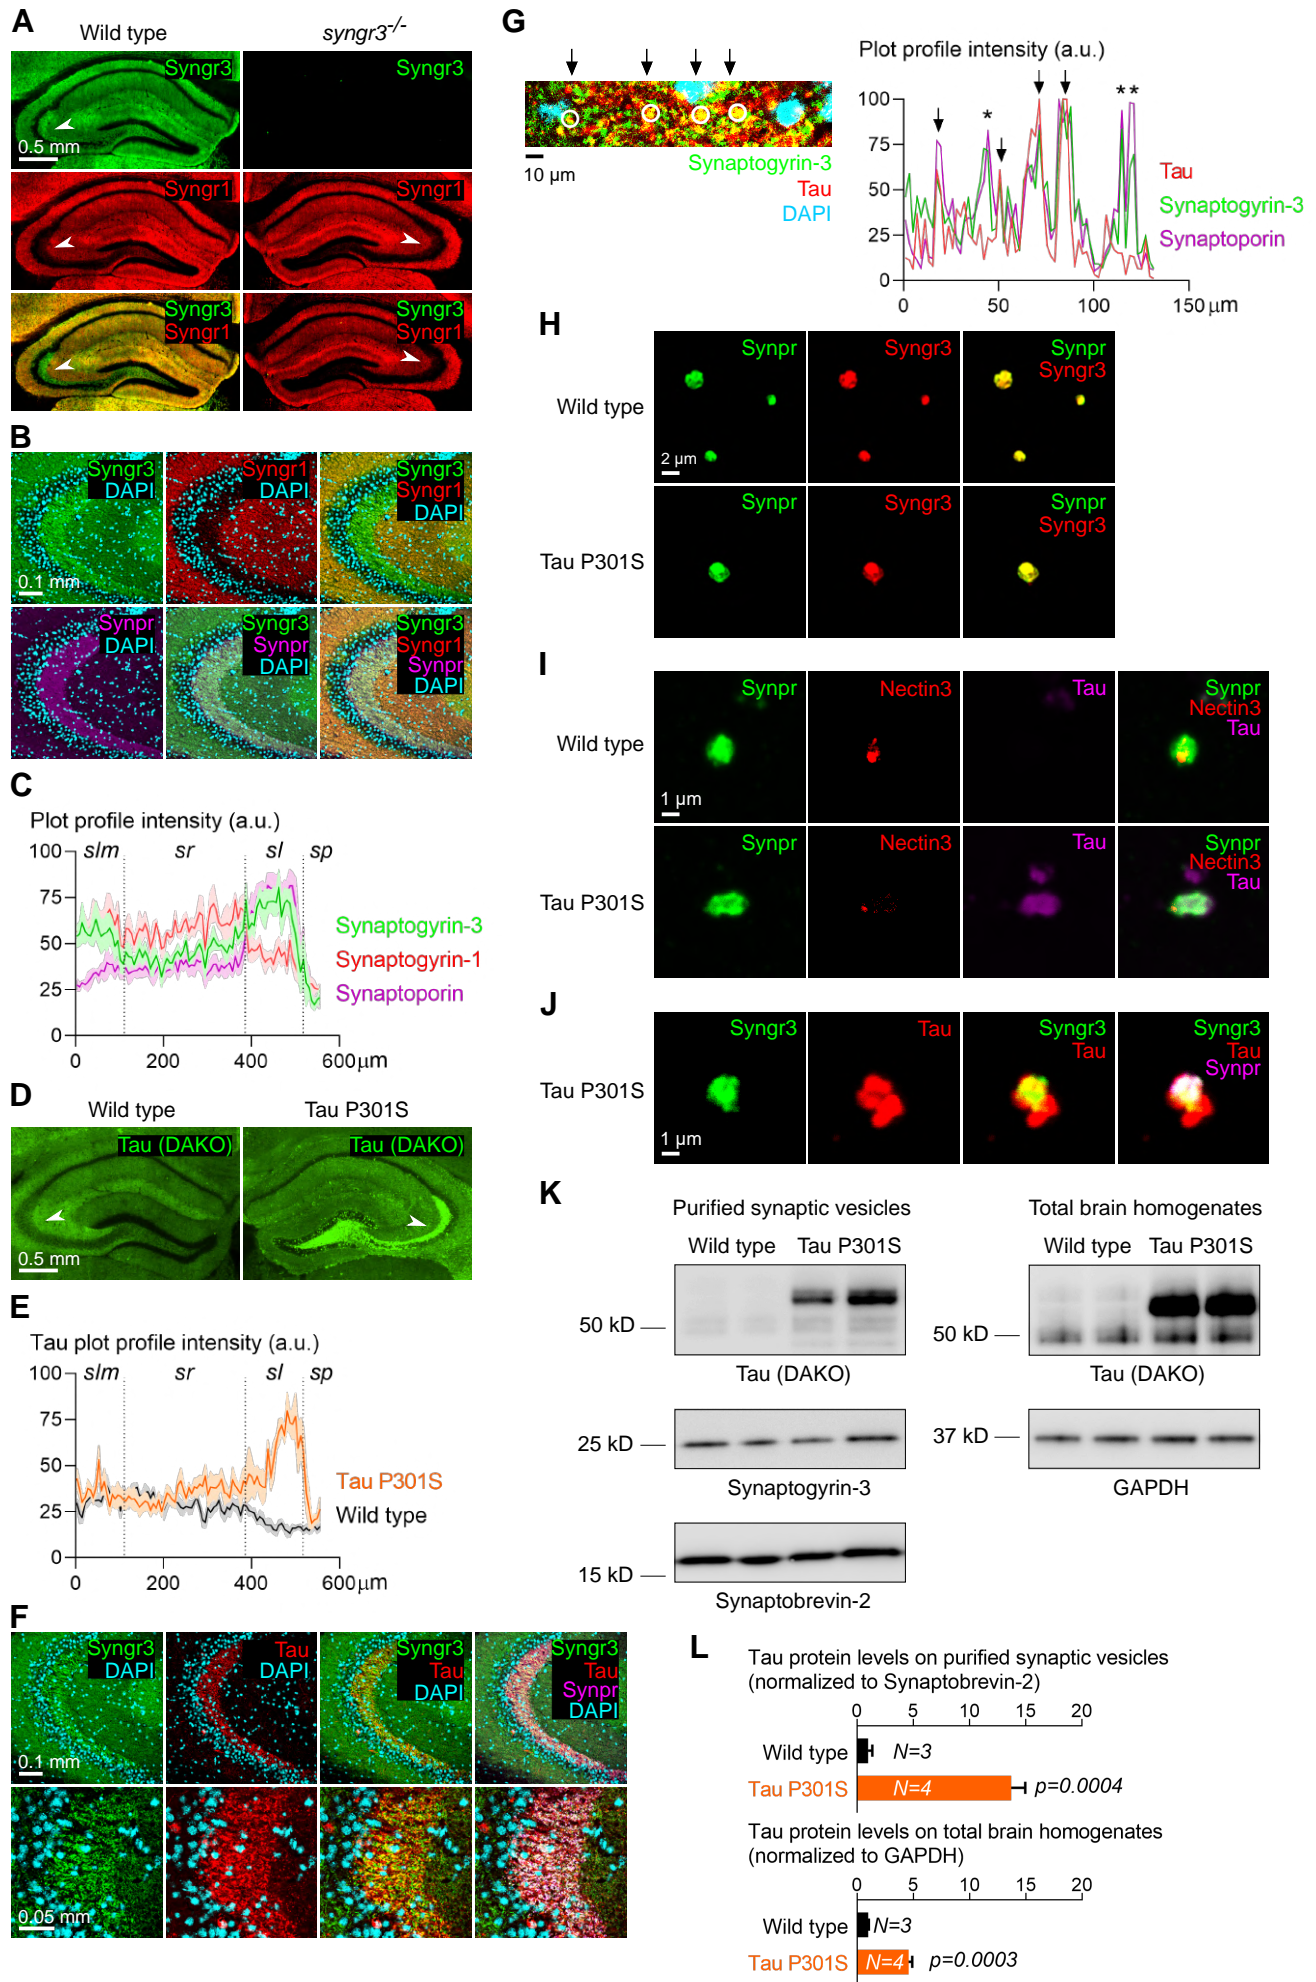 A
Wild type
syngr3-/-
Syngr3
Syngr3
0.5 mm
Syngr1
Syngr1
Syngr3
Syngr1
Syngr3
Syngr1
B
Syngr3
DAPI
Syngr1
DAPI
Syngr3
Syngr1
DAPI
0.1 mm
Synpr
DAPI
Syngr3
Synpr
DAPI
Syngr3
Syngr1
Synpr
DAPI
C
Plot profile intensity (a.u.)
100
75
50
25
0
slm
sr
sl
sp
Synaptogyrin-3
Synaptogyrin-1
Synaptoporin
0
200
400
600μm
D
Wild type
Tau P301S
Tau (DAKO)
Tau (DAKO)
0.5 mm
E
Tau plot profile intensity (a.u.)
100
75
50
25
0
slm
sr
sl
sp
Tau P301S
Wild type
0
200
400
600μm
F
Syngr3
DAPI
Tau
DAPI
Syngr3
Tau
DAPI
Syngr3
Tau
Synpr
DAPI
0.1 mm
0.05 mm
G
10 μm
Synaptogyrin-3
Tau
DAPI
Plot profile intensity (a.u.)
100
75
50
25
0
*
**
Tau
Synaptogyrin-3
Synaptoporin
0
50
100
150μm
H
Wild type
Synpr
Syngr3
Synpr
Syngr3
2 μm
Tau P301S
Synpr
Syngr3
Synpr
Syngr3
I
Wild type
Synpr
Nectin3
Tau
Synpr
Nectin3
Tau
1 μm
Tau P301S
Synpr
Nectin3
Tau
Synpr
Nectin3
Tau
J
Tau P301S
Syngr3
Tau
Syngr3
Tau
Syngr3
Tau
Synpr
1 μm
K
Purified synaptic vesicles
Wild type
Tau P301S
50 kD
Tau (DAKO)
25 kD
Synaptogyrin-3
15 kD
Synaptobrevin-2
Total brain homogenates
Wild type
Tau P301S
50 kD
Tau (DAKO)
37 kD
GAPDH
L
Tau protein levels on purified synaptic vesicles
(normalized to Synaptobrevin-2)
0 5 10 15 20
Wild type N=3
Tau P301S N=4 p=0.0004
Tau protein levels on total brain homogenates
(normalized to GAPDH)
0 5 10 15 20
Wild type N=3
Tau P301S N=4 p=0.0003